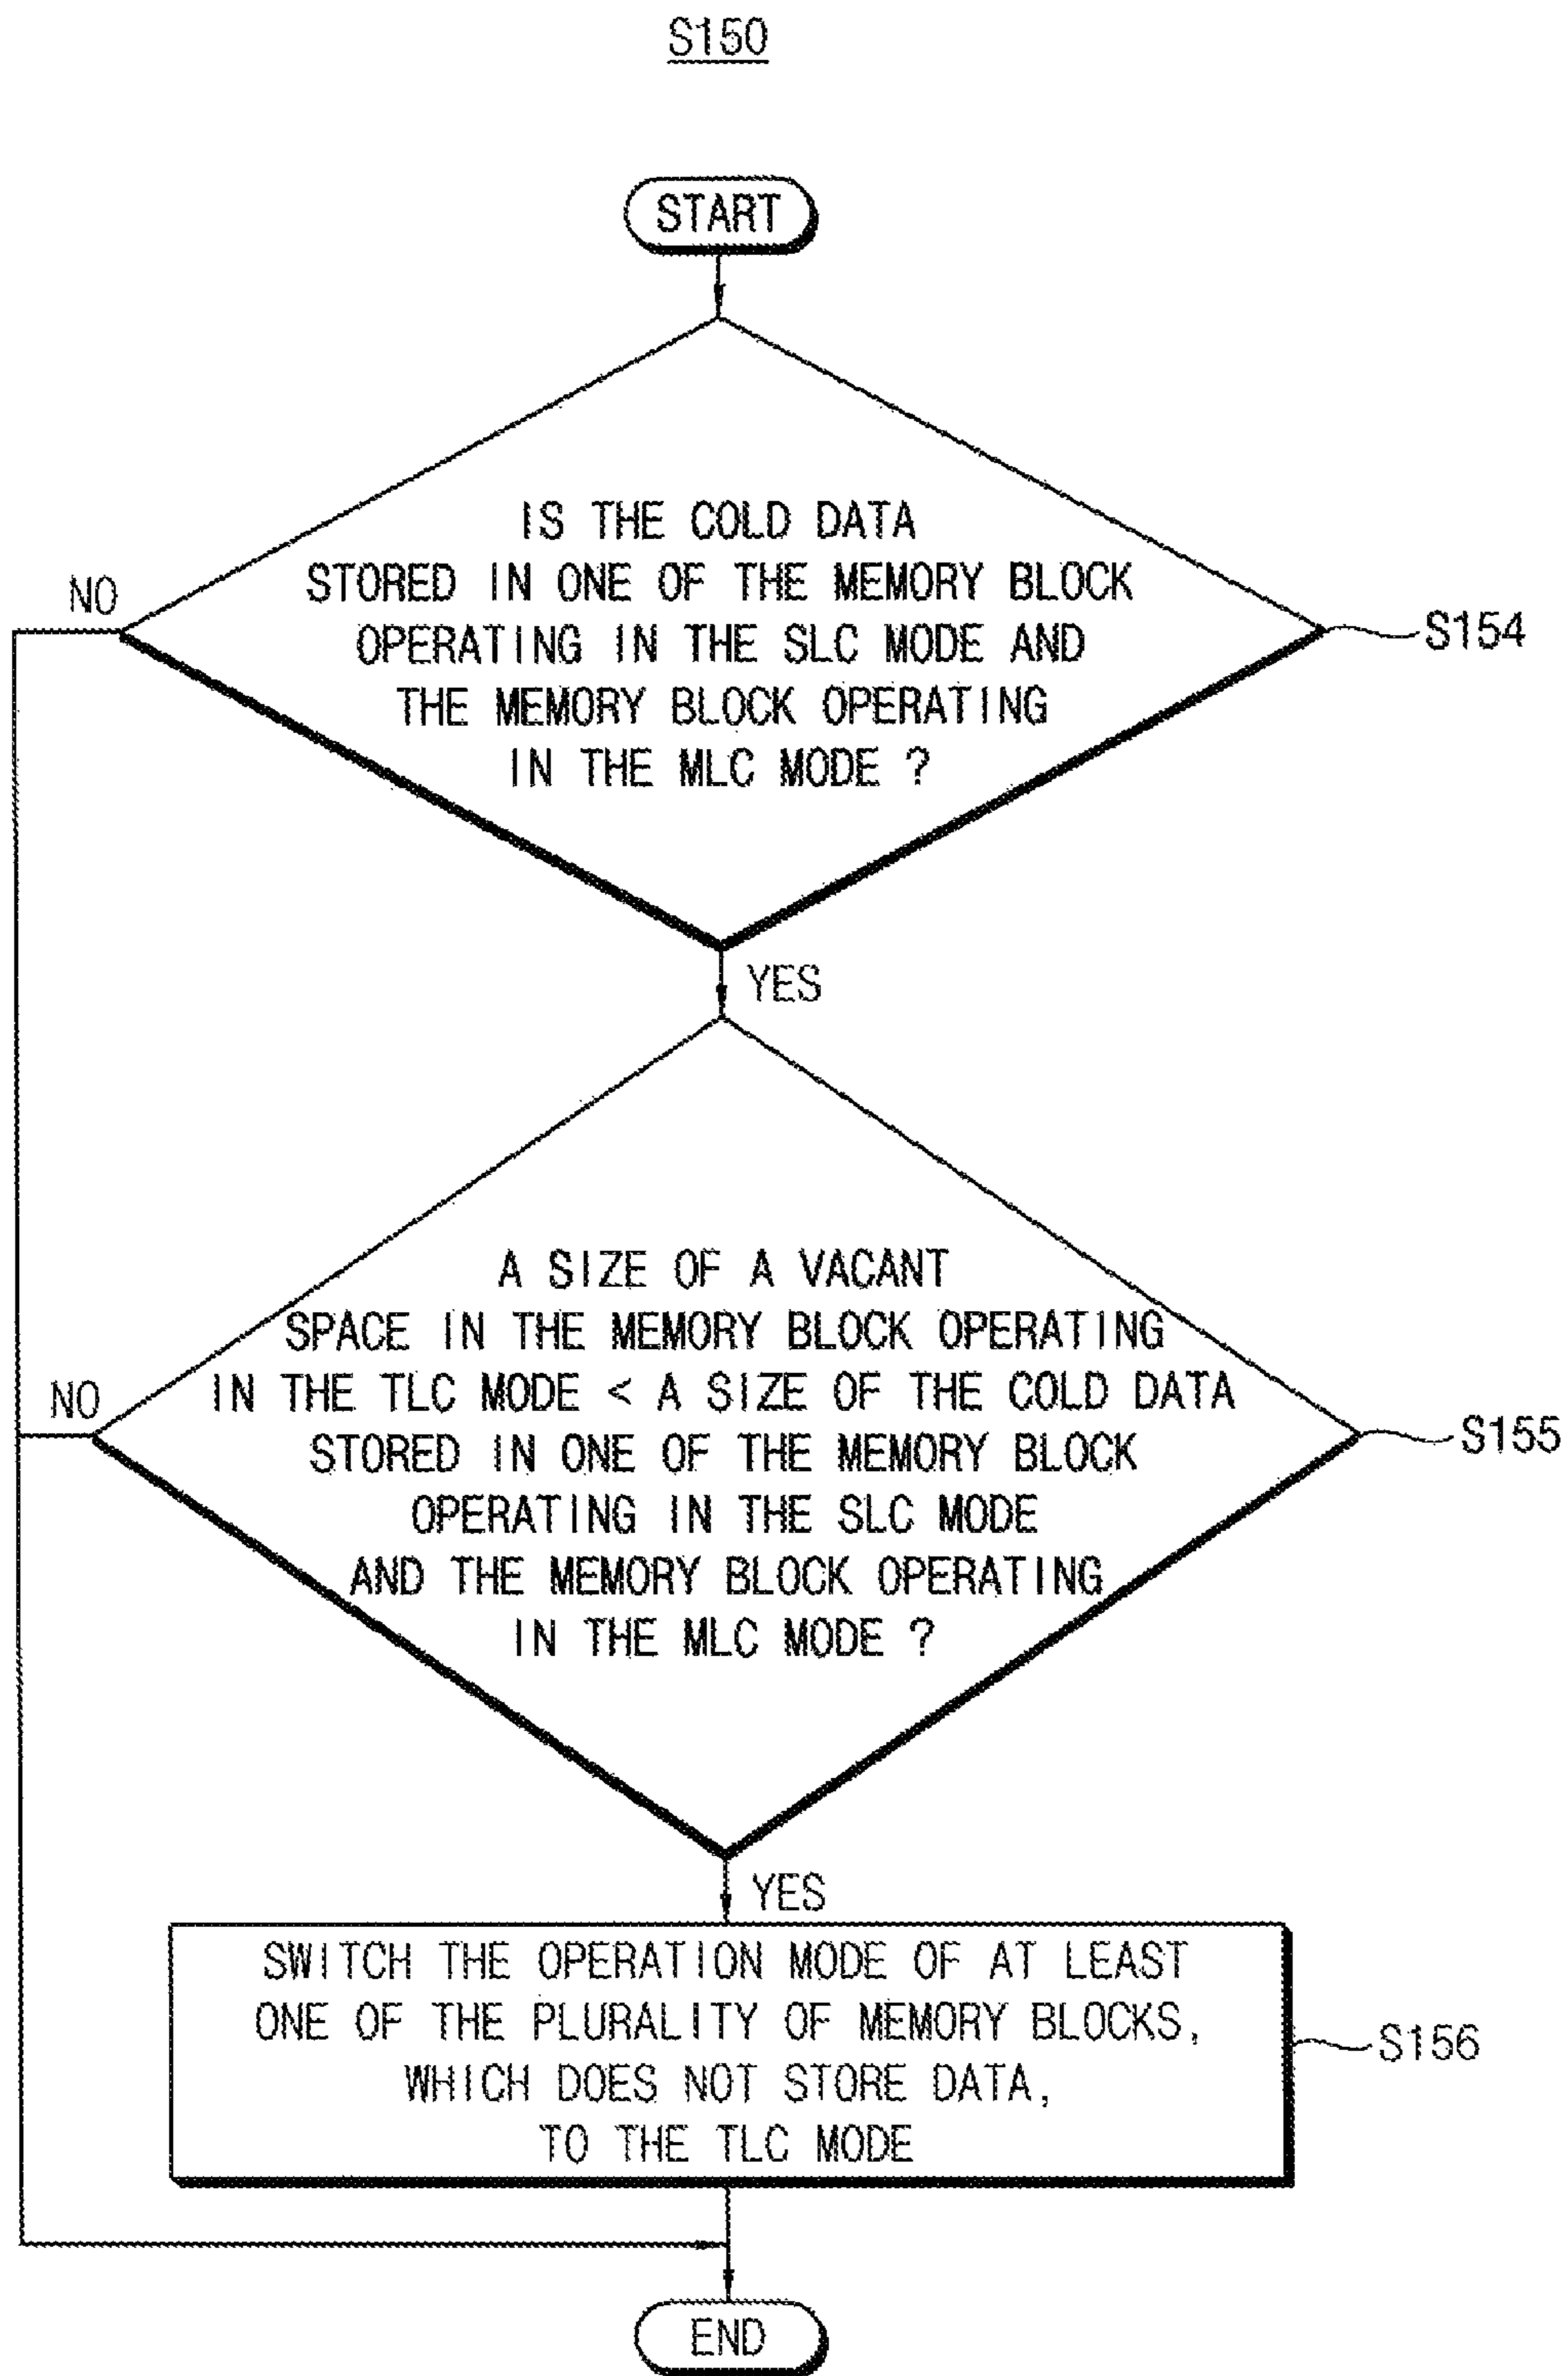 S150
START
IS THE COLD DATA
STORED IN ONE OF THE MEMORY BLOCK
OPERATING IN THE SLC MODE AND
THE MEMORY BLOCK OPERATING
IN THE MLC MODE ?
NO
S154
YES
A SIZE OF A VACANT
SPACE IN THE MEMORY BLOCK OPERATING
IN THE TLC MODE < A SIZE OF THE COLD DATA
STORED IN ONE OF THE MEMORY BLOCK
OPERATING IN THE SLC MODE
AND THE MEMORY BLOCK OPERATING
IN THE MLC MODE ?
NO
S155
YES
SWITCH THE OPERATION MODE OF AT LEAST
ONE OF THE PLURALITY OF MEMORY BLOCKS,
WHICH DOES NOT STORE DATA,
TO THE TLC MODE
S156
END